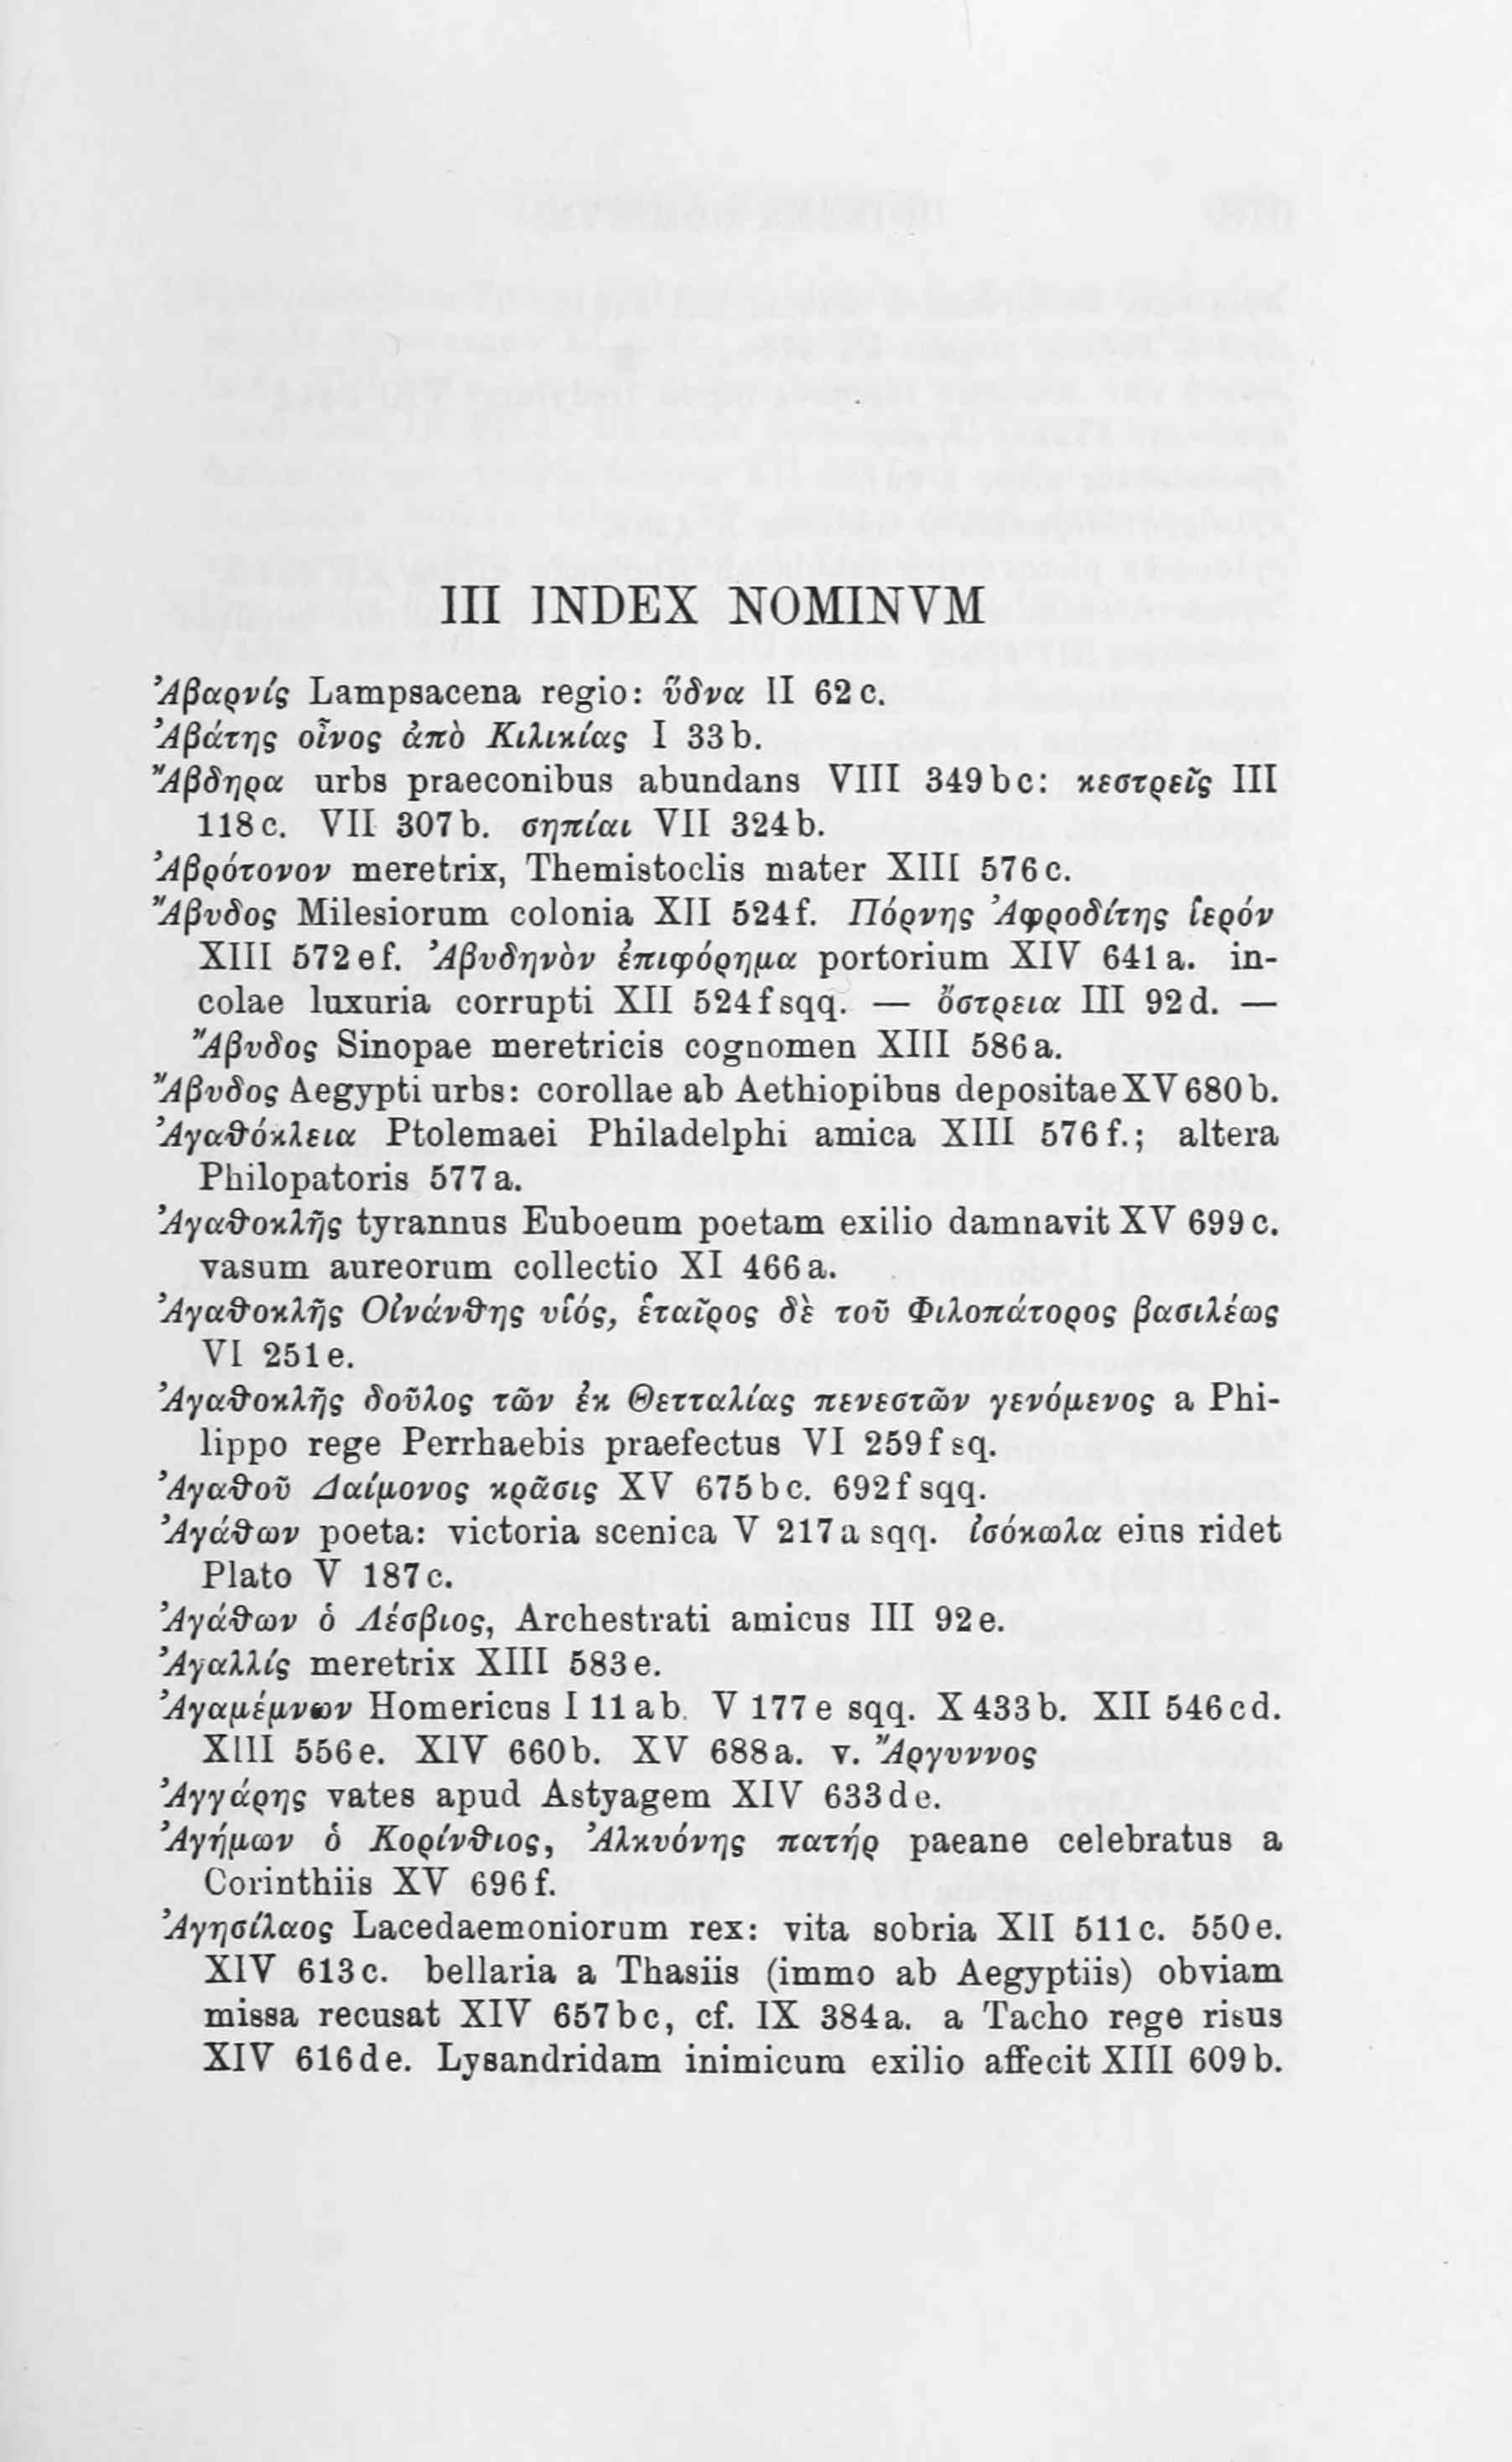 III INDEX NOMINVM
Ἀβαρνίς Lampsacena regio: ὕδνα II 62 c.
Ἀβάτης οἶνος ἀπὸ Κιλικίας I 33 b.
Ἄβδηρα urbs praeconibus abundans VIII 349 b c: κεστρεῖς III
118 c. VII 307 b. σηπίαι VII 324 b.
Ἀβρότονον meretrix, Themistoclis mater XIII 576 c.
Ἄβυδος Milesiorum colonia XII 524 f. Πόρνης Ἀφροδίτης ἱερόν
XIII 572 e f. Ἀβυδηνὸν ἐπιφόρημα portorium XIV 641 a. in-
colae luxuria corrupti XII 524 f sqq. — ὄστρεια III 92 d. —
Ἄβυδος Sinopae meretricis cognomen XIII 586 a.
Ἄβυδος Aegypti urbs: corollae ab Aethiopibus depositae XV 680 b.
Ἀγαθόκλεια Ptolemaei Philadelphi amica XIII 576 f.; altera
Philopatoris 577 a.
Ἀγαθοκλῆς tyrannus Euboeum poetam exilio damnavit XV 699 c.
vasum aureorum collectio XI 466 a.
Ἀγαθοκλῆς Οἰνάνθης υἱός, ἑταῖρος δὲ τοῦ Φιλοπάτορος βασιλέως
VI 251 e.
Ἀγαθοκλῆς δοῦλος τῶν ἐκ Θετταλίας πενεστῶν γενόμενος a Phi-
lippo rege Perrhaebis praefectus VI 259 f sq.
Ἀγαθοῦ Δαίμονος κρᾶσις XV 675 b c. 692 f sqq.
Ἀγάθων poeta: victoria scenica V 217 a sqq. ἰσόκωλα eius ridet
Plato V 187 c.
Ἀγάθων ὁ Λέσβιος, Archestrati amicus III 92 e.
Ἀγαλλίς meretrix XIII 583 e.
Ἀγαμέμνων Homericus I 11 a b. V 177 e sqq. X 433 b. XII 546 c d.
XIII 556 e. XIV 660 b. XV 688 a. v. Ἄργυννος
Ἀγγάρης vates apud Astyagem XIV 633 d e.
Ἀγήμων ὁ Κορίνθιος, Ἀλκυόνης πατήρ paeane celebratus a
Corinthiis XV 696 f.
Ἀγησίλαος Lacedaemoniorum rex: vita sobria XII 511 c. 550 e.
XIV 613 c. bellaria a Thasiis (immo ab Aegyptiis) obviam
missa recusat XIV 657 b c, cf. IX 384 a. a Tacho rege risus
XIV 616 d e. Lysandridam inimicum exilio affecit XIII 609 b.